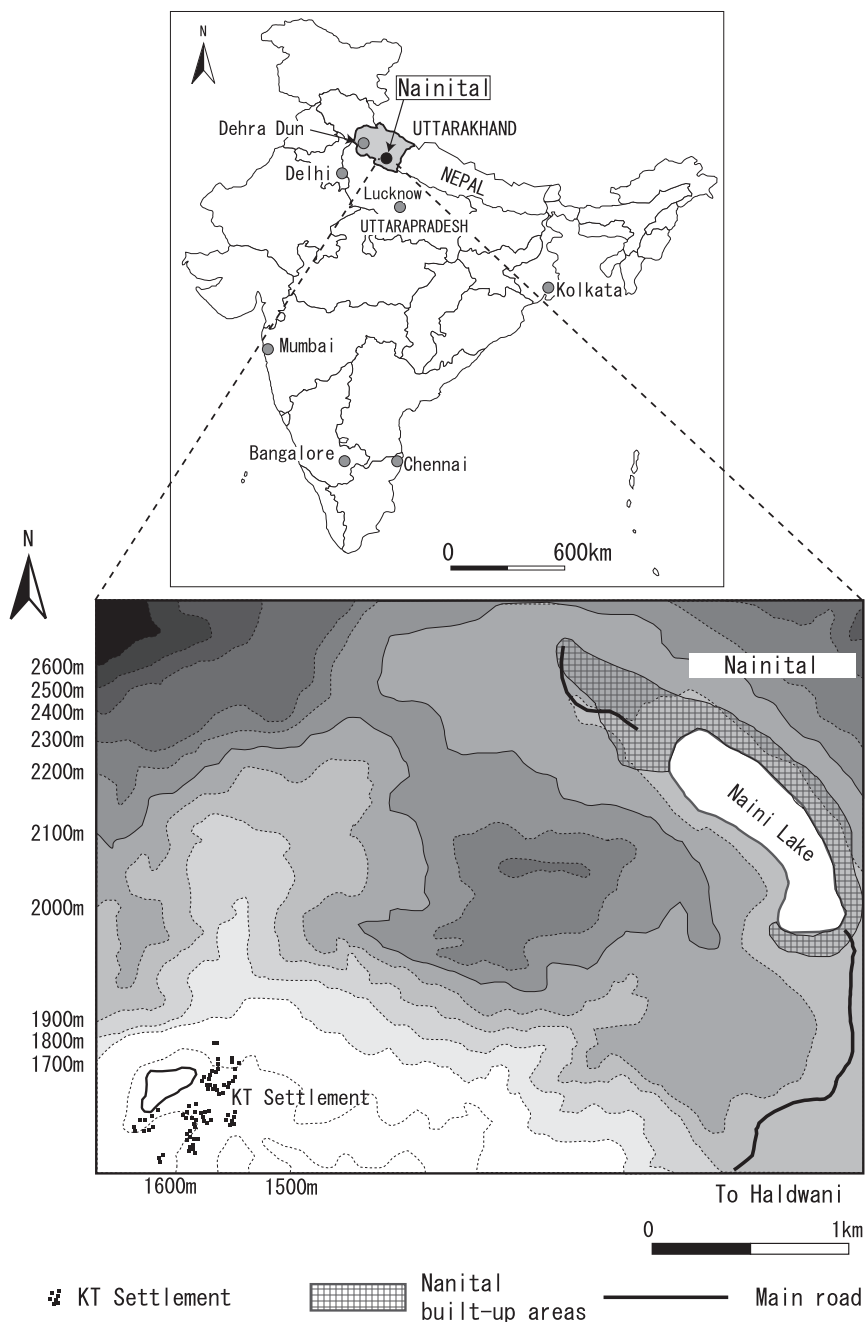 N
Nainital
Dehra Dun
UTTARAKHAND
Delhi
NEPAL
Lucknow
UTTARAPRADESH
Kolkata
Mumbai
Bangalore
Chennai
0 600km
N
Nainital
2600m
2500m
2400m
2300m
2200m
Naini Lake
2100m
2000m
1900m
1800m
1700m
KT Settlement
1600m 1500m
To Haldwani
0 1km
KT Settlement
Nanital
built-up areas
Main road